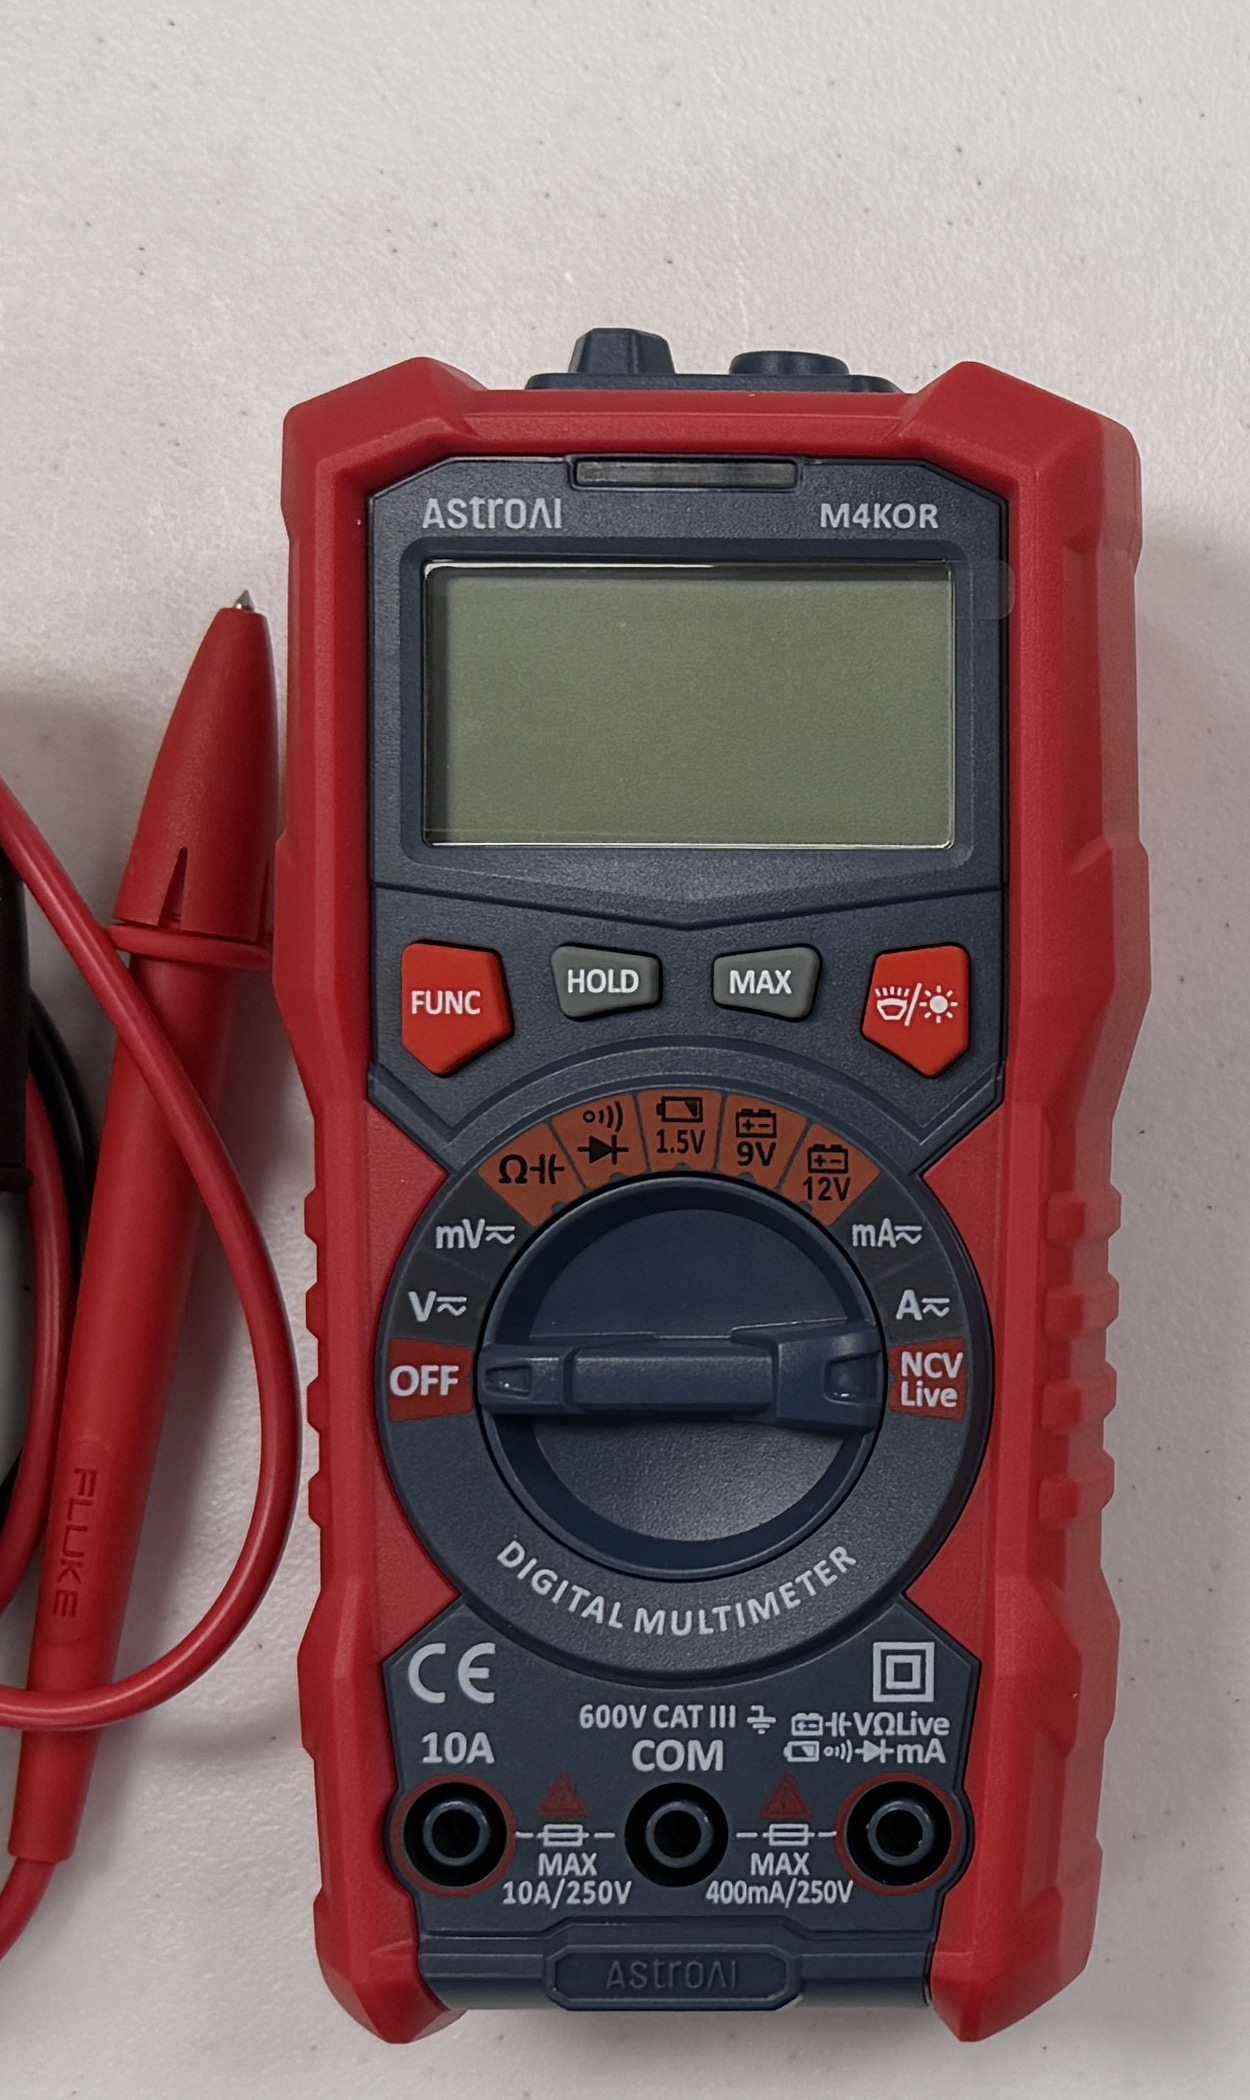 AstroAI
M4KOR
FUNC
HOLD
MAX
1.5V
9V
12V
Ω
mV
mA
V
A
OFF
NCV
Live
FLUKE
DIGITAL MULTIMETER
CE
600V CAT III
VΩLive
10A
COM
mA
MAX
10A/250V
MAX
400mA/250V
AstroAI